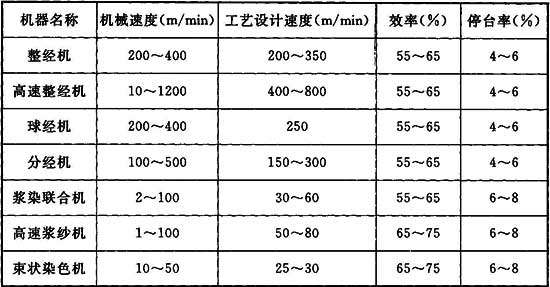 机器名称 机械速度(m/min) 工艺设计速度(m/min) 效率(%) 停台率(%)
整经机 200～400 200～350 55～65 4～6
高速整经机 10～1200 400～800 55～65 4～6
球经机 200～400 250 55～65 4～6
分经机 100～500 150～300 55～65 4～6
浆染联合机 2～100 30～60 55～65 6～8
高速浆纱机 1～100 50～80 65～75 6～8
束状染色机 10～50 25～30 65～75 6～8